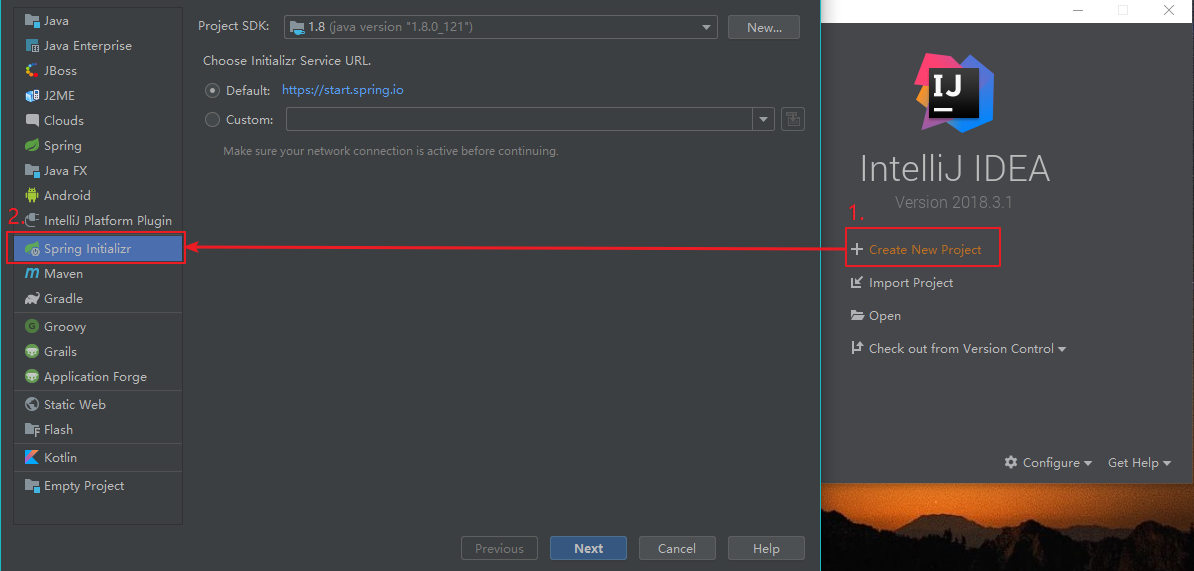 Java
Java Enterprise
JBoss
J2ME
Clouds
Spring
Java FX
Android
2.
IntelliJ Platform Plugin
Spring Initializr
Maven
Gradle
Groovy
Grails
Application Forge
Static Web
Flash
Kotlin
Empty Project
Project SDK: 1.8 (java version "1.8.0_121") New...
Choose Initializr Service URL.
Default: https://start.spring.io
Custom:
Make sure your network connection is active before continuing.
Previous Next Cancel Help
IJ
IntelliJ IDEA
Version 2018.3.1
1.
Create New Project
Import Project
Open
Check out from Version Control
Configure Get Help